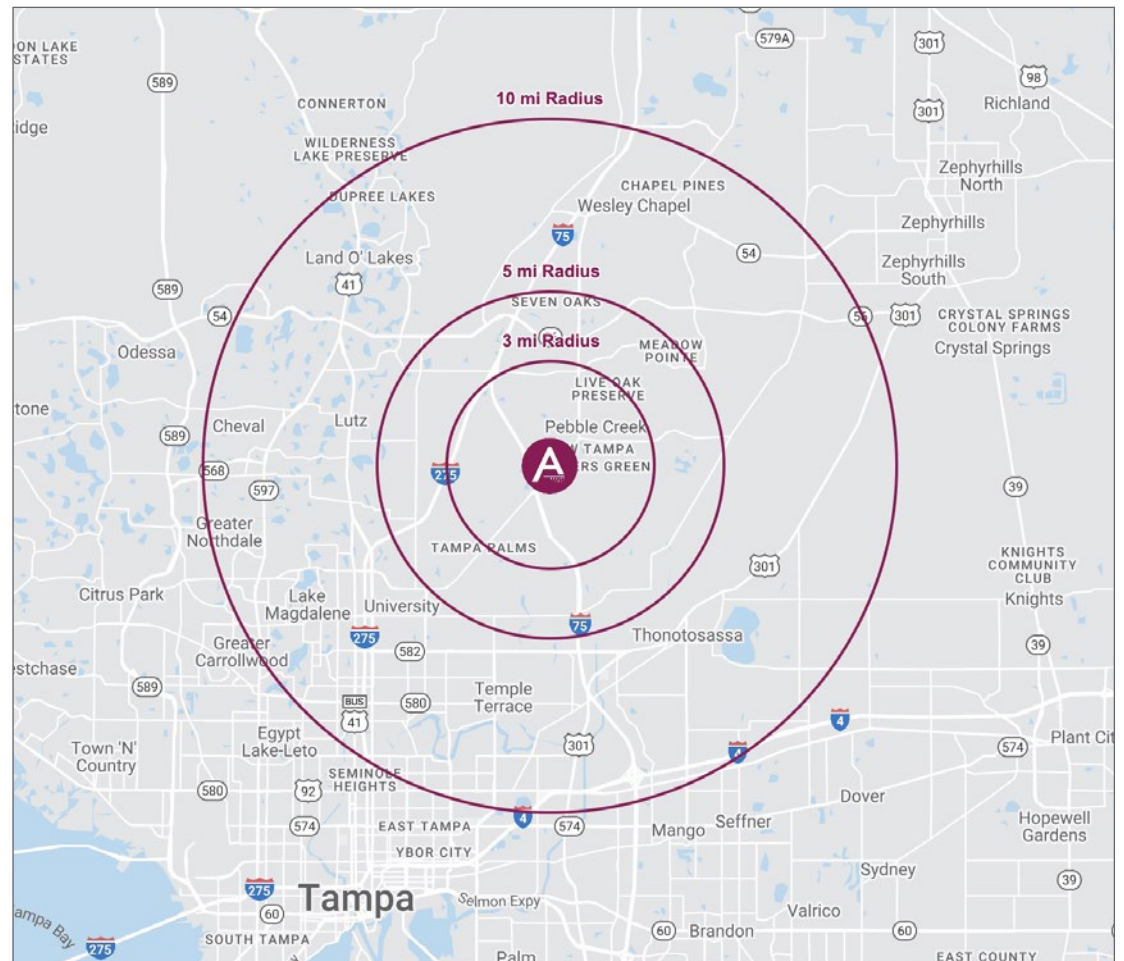 579A
301
DON LAKE
STATES
98
589
Richland
10 mi Radius
CONNERTON
301
idge
WILDERNESS
LAKE PRESERVE
Zephyrhills
North
CHAPEL PINES
DUPREE LAKES
Wesley Chapel
Zephyrhills
75
54
Land O' Lakes
Zephyrhills
South
5 mi Radius
41
589
SEVEN OAKS
54
56
301
CRYSTAL SPRINGS
COLONY FARMS
3 mi Radius
Crystal Springs
Odessa
MEADOW
POINTE
LIVE OAK
PRESERVE
tone
Lutz
Cheval
Pebble Creek
589
W TAMPA
ERS GREEN
A
568
275
597
39
Greater
Northdale
TAMPA PALMS
KNIGHTS
COMMUNITY
CLUB
301
Citrus Park
Lake
Magdalene
University
Knights
75
275
Thonotosassa
Greater
Carrollwood
582
39
estchase
589
Temple
Terrace
BUS
41
580
4
Egypt
Lake-Leto
301
574
Plant Cit
Town 'N'
Country
4
SEMINOLE
HEIGHTS
580
92
Dover
4
574
EAST TAMPA
574
Mango
Seffner
Hopewell
Gardens
YBOR CITY
Sydney
39
275
Tampa
Selmon Expy
60
Valrico
ampa Bay
60
Brandon
60
SOUTH TAMPA
275
Palm
EAST COUNTY